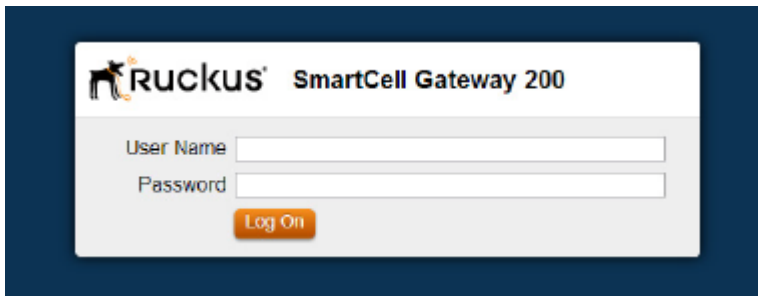 RUCKUS SmartCell Gateway 200
User Name
Password
Log On